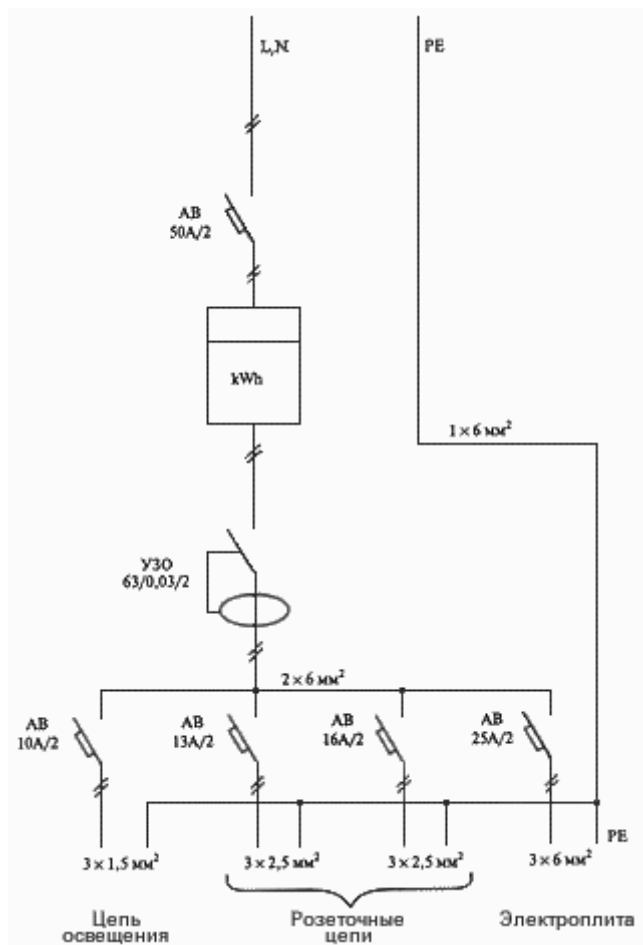 L,N
PE
АВ
50А/2
kWh
1 × 6 мм²
УЗО
63/0,03/2
2 × 6 мм²
АВ
10А/2
АВ
13А/2
АВ
16А/2
АВ
25А/2
PE
3 × 1,5 мм²
3 × 2,5 мм²
3 × 2,5 мм²
3 × 6 мм²
Цепь
освещения
Розеточные
цепи
Электроплита